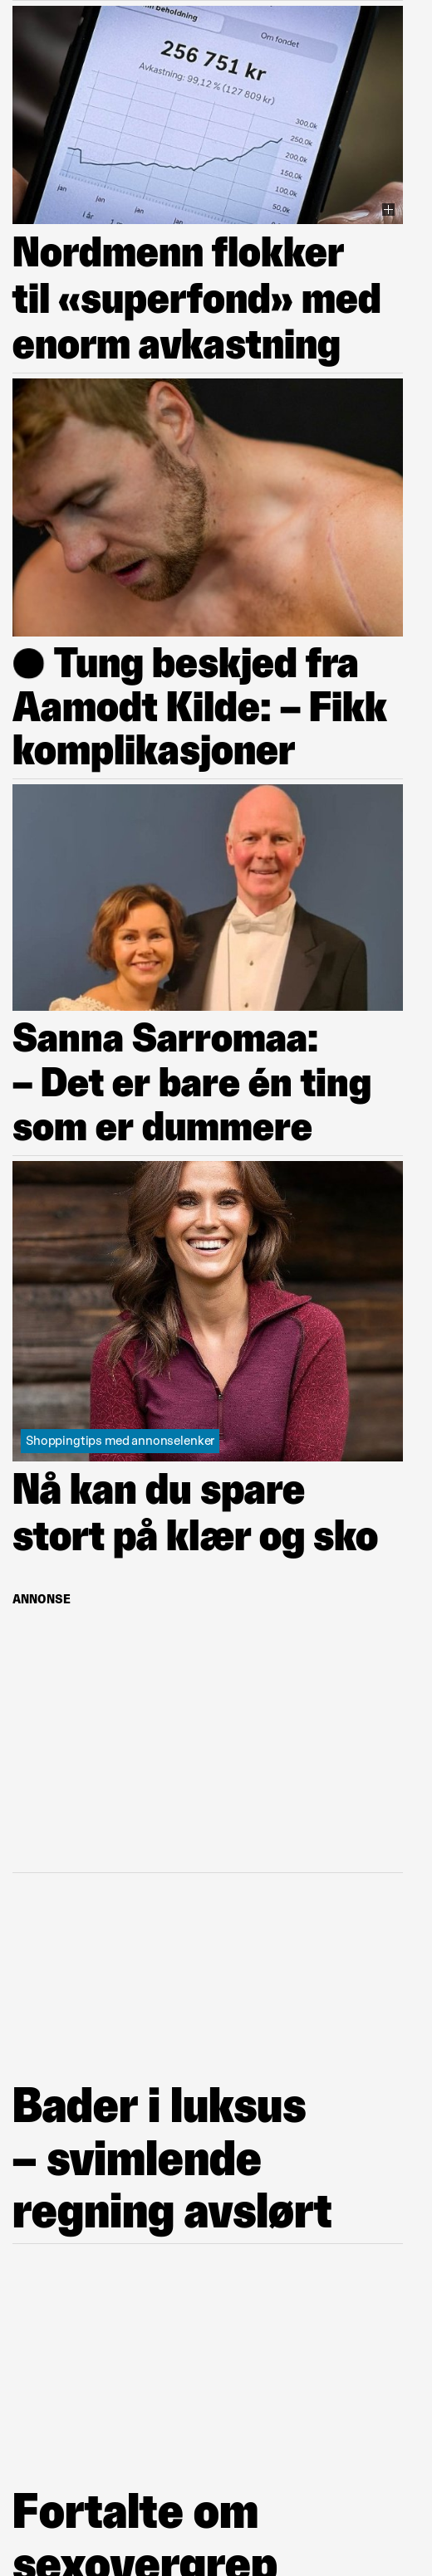 Om fondet
256 751 kr
Avkastning: 99,12 % (127 809 kr)
300,0k
250,0k
200,0k
150,0k
100,0k
50,0k
jan
jan
jan
jan
I år
Nordmenn flokker
til «superfond» med
enorm avkastning
Tung beskjed fra
Aamodt Kilde: – Fikk
komplikasjoner
Sanna Sarromaa:
– Det er bare én ting
som er dummere
Shoppingtips med annonselenker
Nå kan du spare
stort på klær og sko
ANNONSE
Bader i luksus
– svimlende
regning avslørt
Fortalte om
sexovergrep